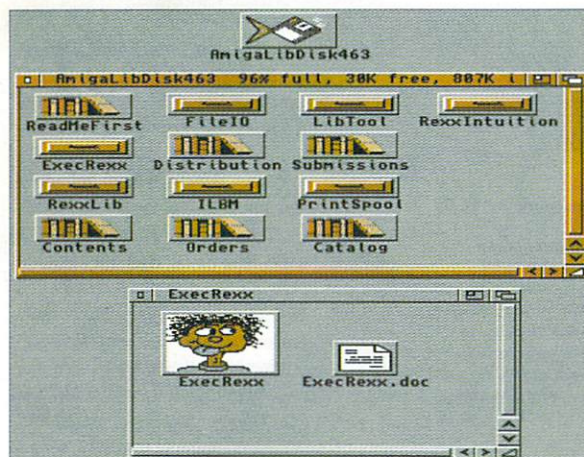 AmigaLibDisk463
AmigaLibDisk463 96% full, 30K free, 807K i
ReadMeFirst FileIO LibTool RexxIntuition
ExecRexx Distribution Submissions
RexxLib ILBM PrintSpool
Contents Orders Catalog
ExecRexx
ExecRexx ExecRexx.doc